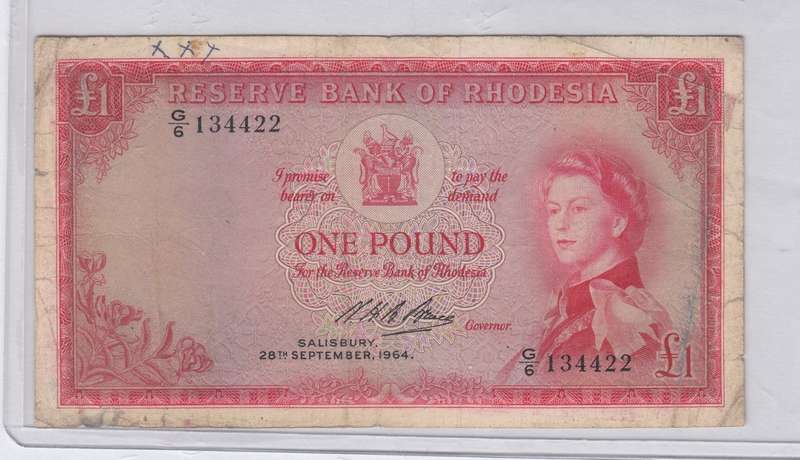 x x x
£1 RESERVE BANK OF RHODESIA £1
G/6 134422
I promise to pay the
bearer on demand
ONE POUND
For the Reserve Bank of Rhodesia
Governor.
SALISBURY.
28TH SEPTEMBER, 1964.
G/6 134422
£1